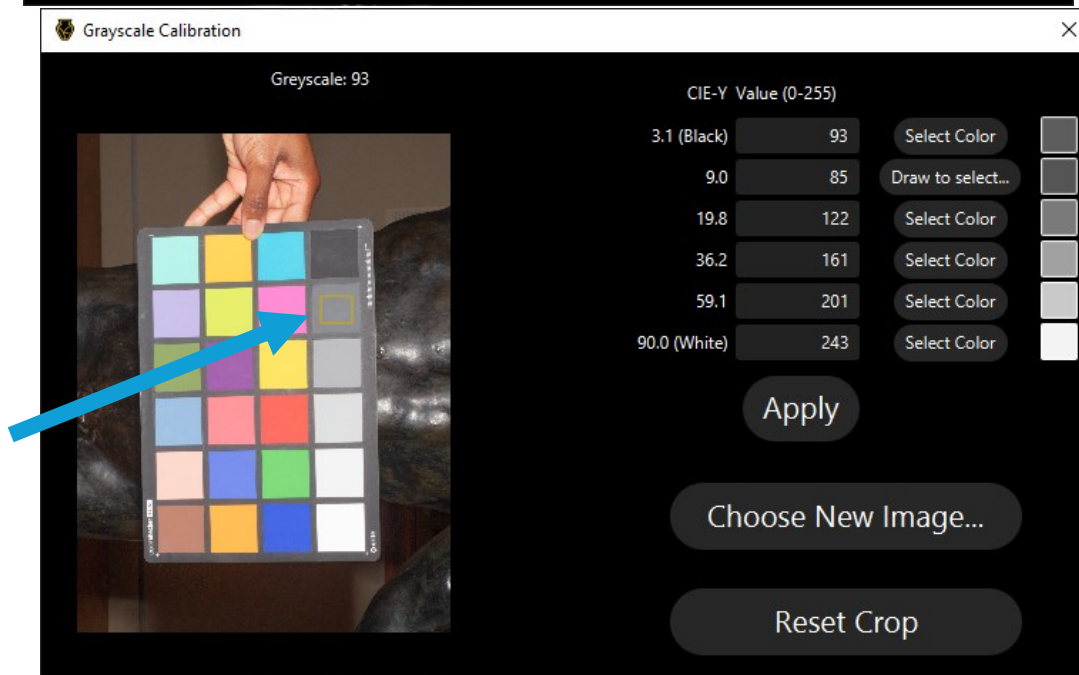 Grayscale Calibration
Greyscale: 93
CIE-Y Value (0-255)
3.1 (Black) 93 Select Color
9.0 85 Draw to select...
19.8 122 Select Color
36.2 161 Select Color
59.1 201 Select Color
90.0 (White) 243 Select Color
Apply
Choose New Image...
Reset Crop